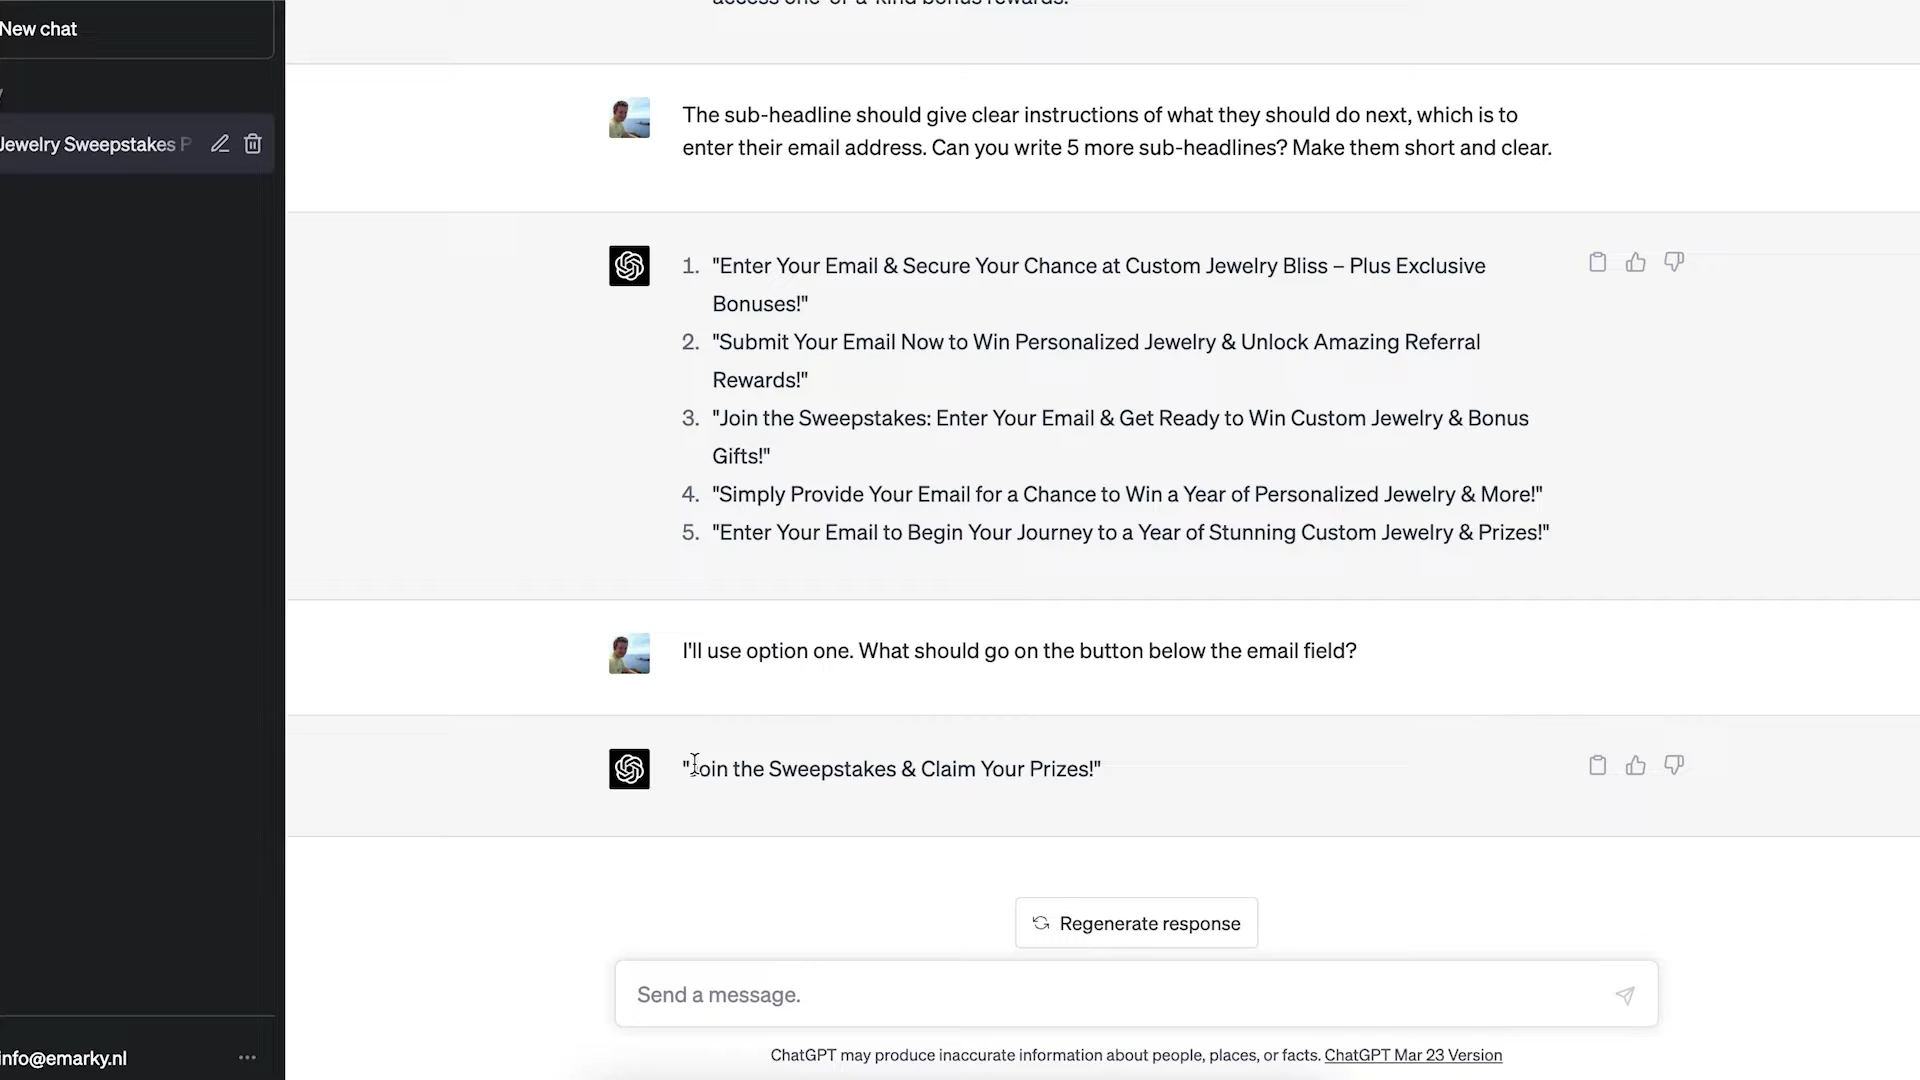 access one-of-a-kind bonus rewards."
New chat
The sub-headline should give clear instructions of what they should do next, which is to
enter their email address. Can you write 5 more sub-headlines? Make them short and clear.
Jewelry Sweepstakes P
1. "Enter Your Email & Secure Your Chance at Custom Jewelry Bliss – Plus Exclusive
Bonuses!"
2. "Submit Your Email Now to Win Personalized Jewelry & Unlock Amazing Referral
Rewards!"
3. "Join the Sweepstakes: Enter Your Email & Get Ready to Win Custom Jewelry & Bonus
Gifts!"
4. "Simply Provide Your Email for a Chance to Win a Year of Personalized Jewelry & More!"
5. "Enter Your Email to Begin Your Journey to a Year of Stunning Custom Jewelry & Prizes!"
I'll use option one. What should go on the button below the email field?
"Join the Sweepstakes & Claim Your Prizes!"
Regenerate response
Send a message.
ChatGPT may produce inaccurate information about people, places, or facts. ChatGPT Mar 23 Version
info@emarky.nl